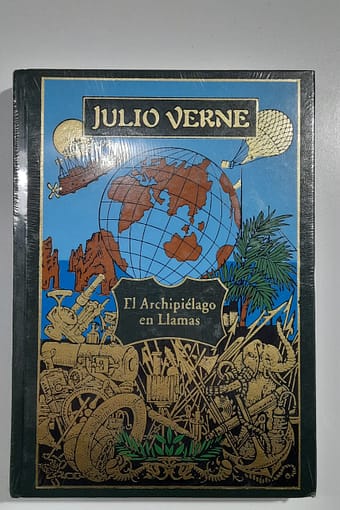 JULIO VERNE
El Archipiélago
en Llamas